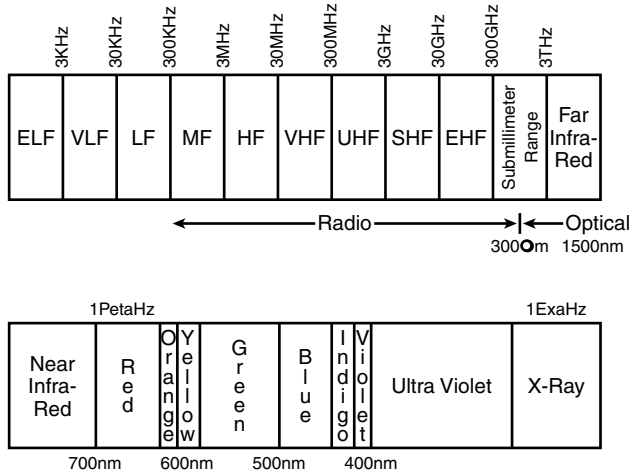 3KHz 30KHz 300KHz 3MHz 30MHz 300MHz 3GHz 30GHz 300GHz 3THz
ELF VLF LF MF HF VHF UHF SHF EHF Submillimeter Range Far Infra-Red
Radio Optical
300Om 1500nm
1PetaHz 1ExaHz
Near Infra-Red Red Orange Yellow Green Blue Indigo Violet Ultra Violet X-Ray
700nm 600nm 500nm 400nm